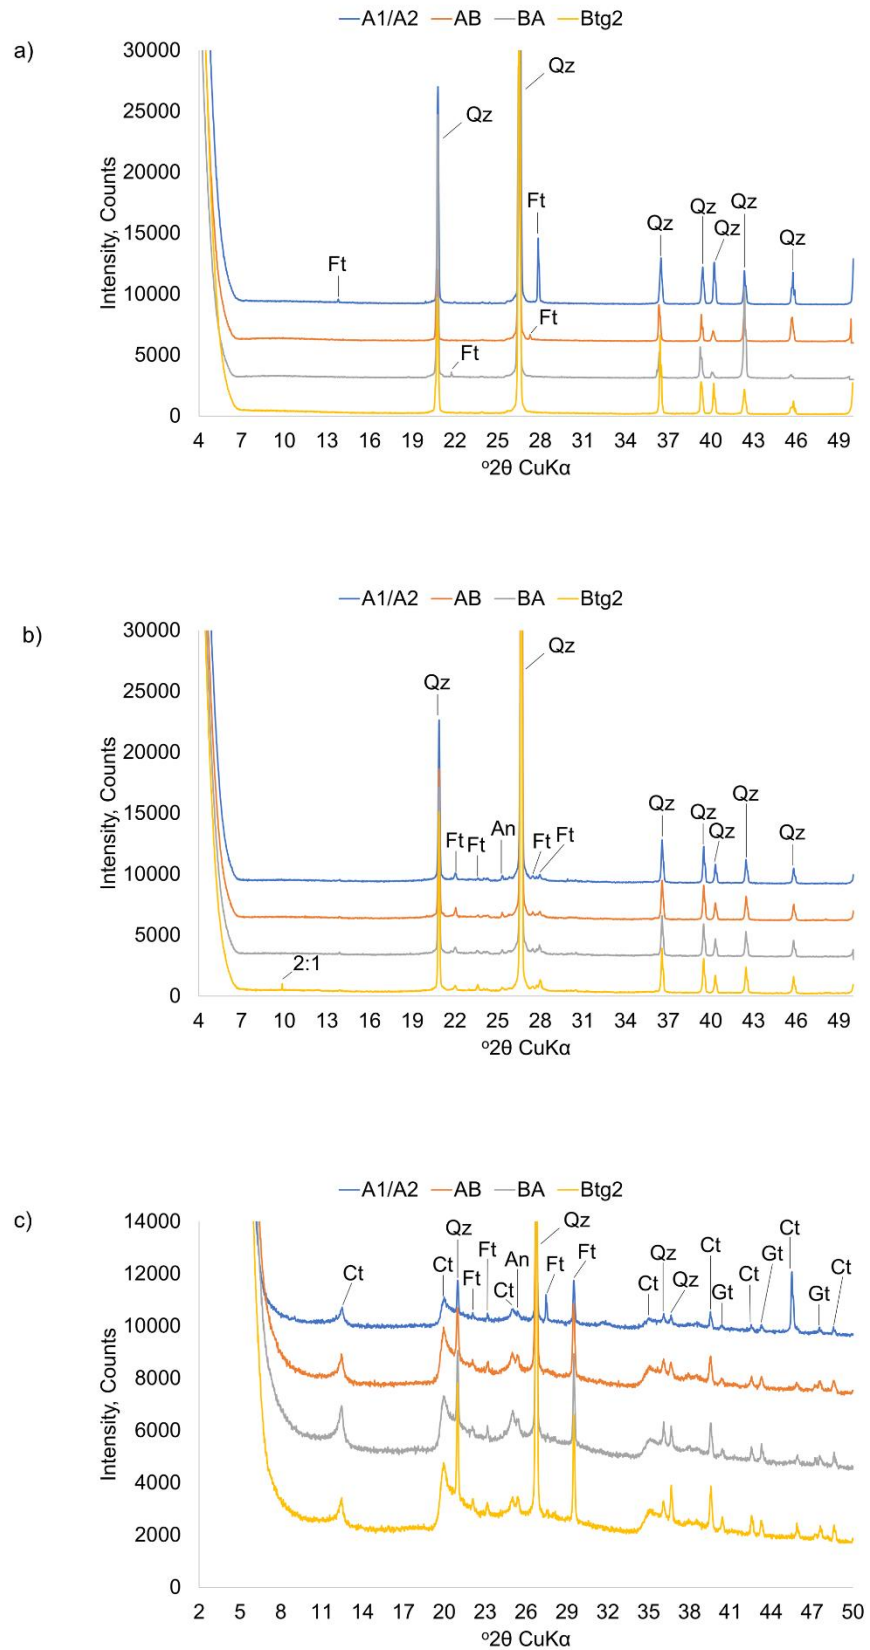 A1/A2 AB BA Btg2
a)
30000
25000
20000
15000
10000
5000
0
Intensity, Counts
Qz
Qz
Ft
Ft
Ft
Ft
Qz
Qz
Qz
Qz
Qz
4 7 10 13 16 19 22 25 28 31 34 37 40 43 46 49
°2θ CuKα
A1/A2 AB BA Btg2
b)
30000
25000
20000
15000
10000
5000
0
Intensity, Counts
Qz
Qz
Ft
Ft
An
Ft
Ft
Qz
Qz
Qz
Qz
Qz
2:1
4 7 10 13 16 19 22 25 28 31 34 37 40 43 46 49
°2θ CuKα
A1/A2 AB BA Btg2
c)
14000
12000
10000
8000
6000
4000
2000
0
Intensity, Counts
Ct
Ct
Qz
Ft
Ft
Ct
An
Qz
Ft
Ft
Ct
Qz
Qz
Ct
Gt
Ct
Gt
Ct
Gt
Ct
2 5 8 11 14 17 20 23 26 29 32 35 38 41 44 47 50
°2θ CuKα